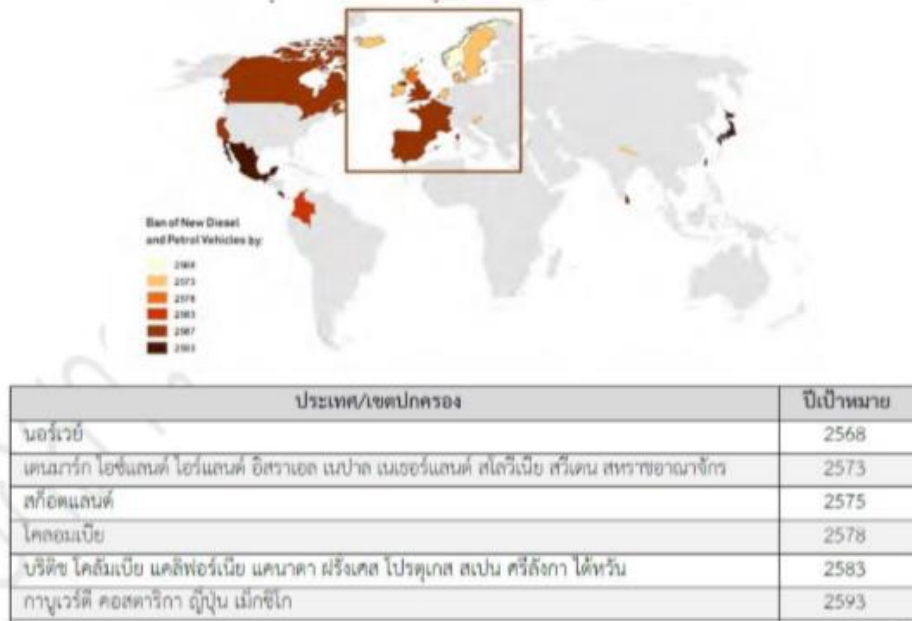 Ban of New Diesel
and Petrol Vehicles by:
2568
2573
2578
2583
2587
2593
ประเทศ/เขตปกครอง ปีเป้าหมาย
นอร์เวย์ 2568
เดนมาร์ก ไอซ์แลนด์ ไอร์แลนด์ อิสราเอล เนปาล เนเธอร์แลนด์ สโลวีเนีย สวีเดน สหราชอาณาจักร 2573
สก็อตแลนด์ 2575
โคลอมเบีย 2578
บริติช โคลัมเบีย แคลิฟอร์เนีย แคนาดา ฝรั่งเศส โปรตุเกส สเปน ศรีลังกา ไต้หวัน 2583
กาบูเวร์ดี คอสตาริกา ญี่ปุ่น เม็กซิโก 2593